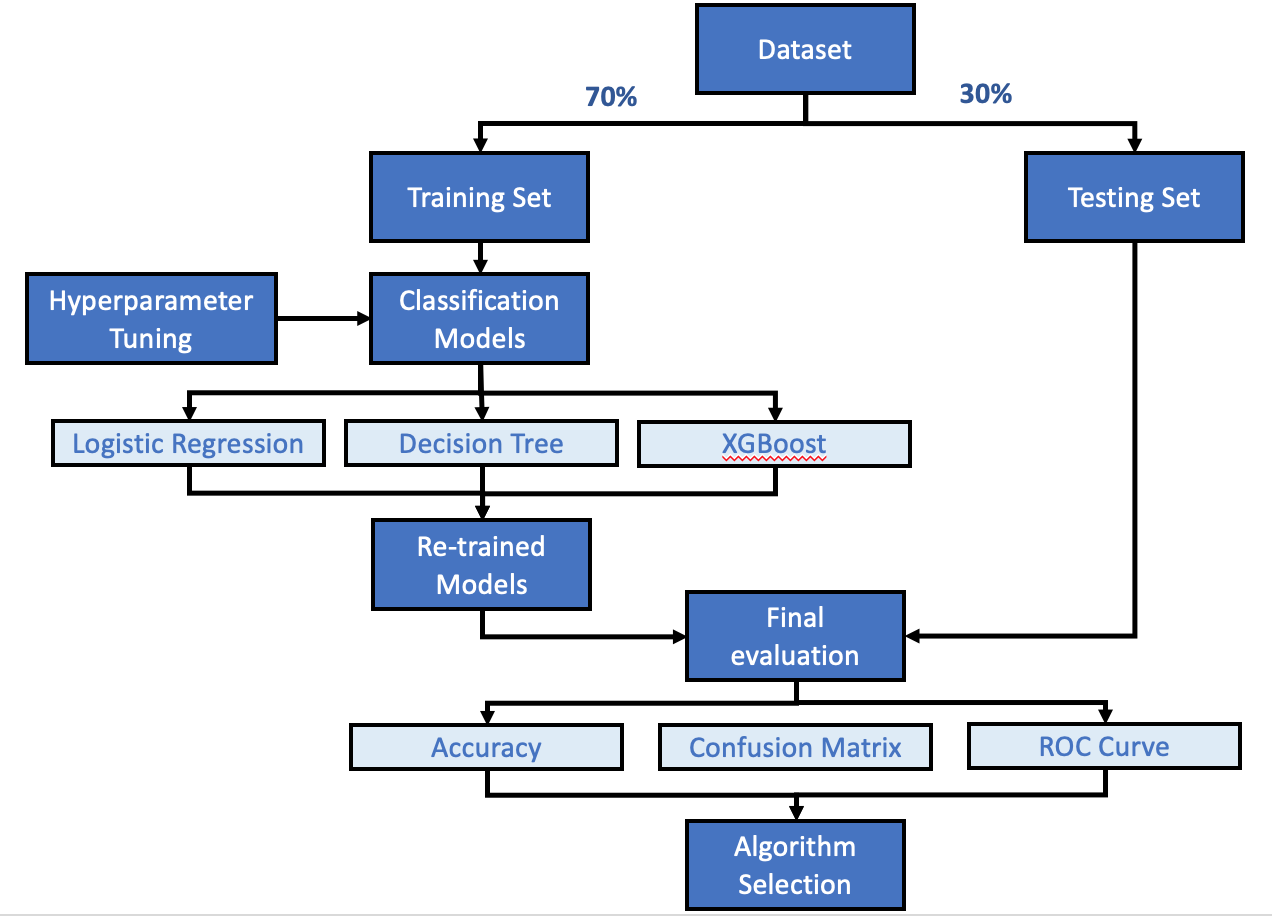 Dataset
70%
30%
Training Set
Testing Set
Hyperparameter
Tuning
Classification
Models
Logistic Regression
Decision Tree
XGBoost
Re-trained
Models
Final
evaluation
Accuracy
Confusion Matrix
ROC Curve
Algorithm
Selection